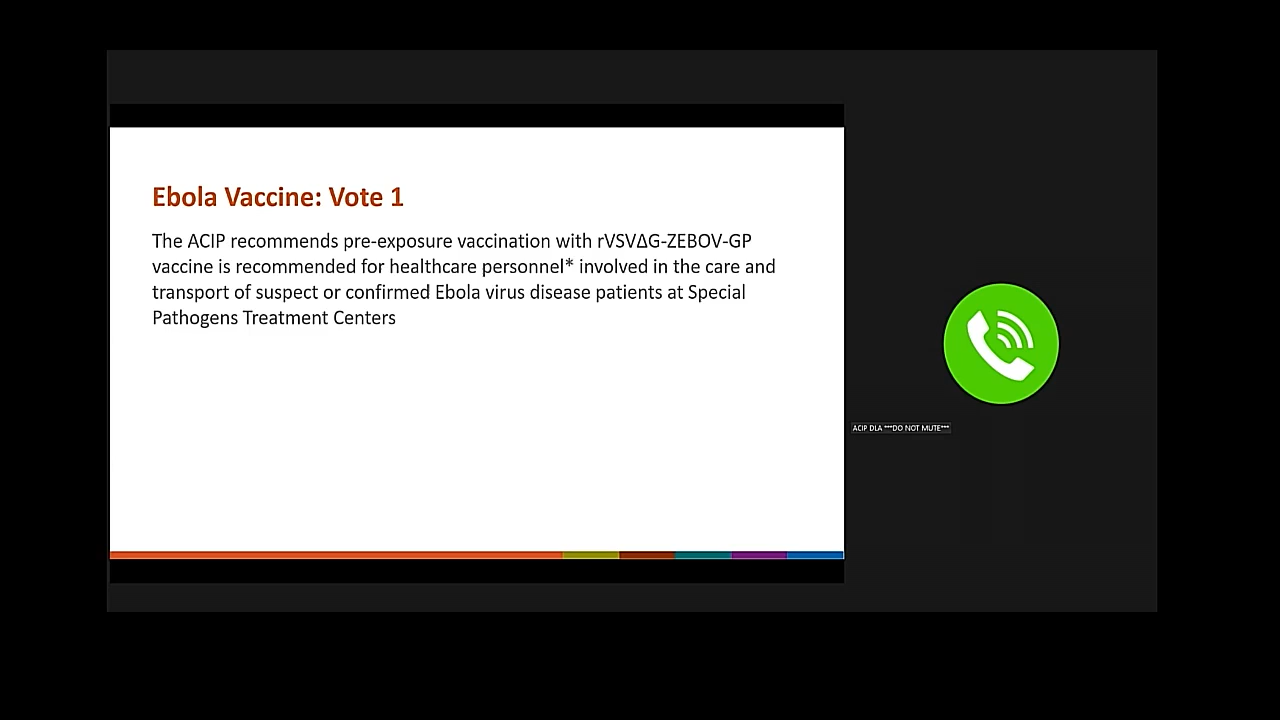 Ebola Vaccine: Vote 1
The ACIP recommends pre-exposure vaccination with rVSVΔG-ZEBOV-GP
vaccine is recommended for healthcare personnel* involved in the care and
transport of suspect or confirmed Ebola virus disease patients at Special
Pathogens Treatment Centers
ACIP DLA ***DO NOT MUTE***